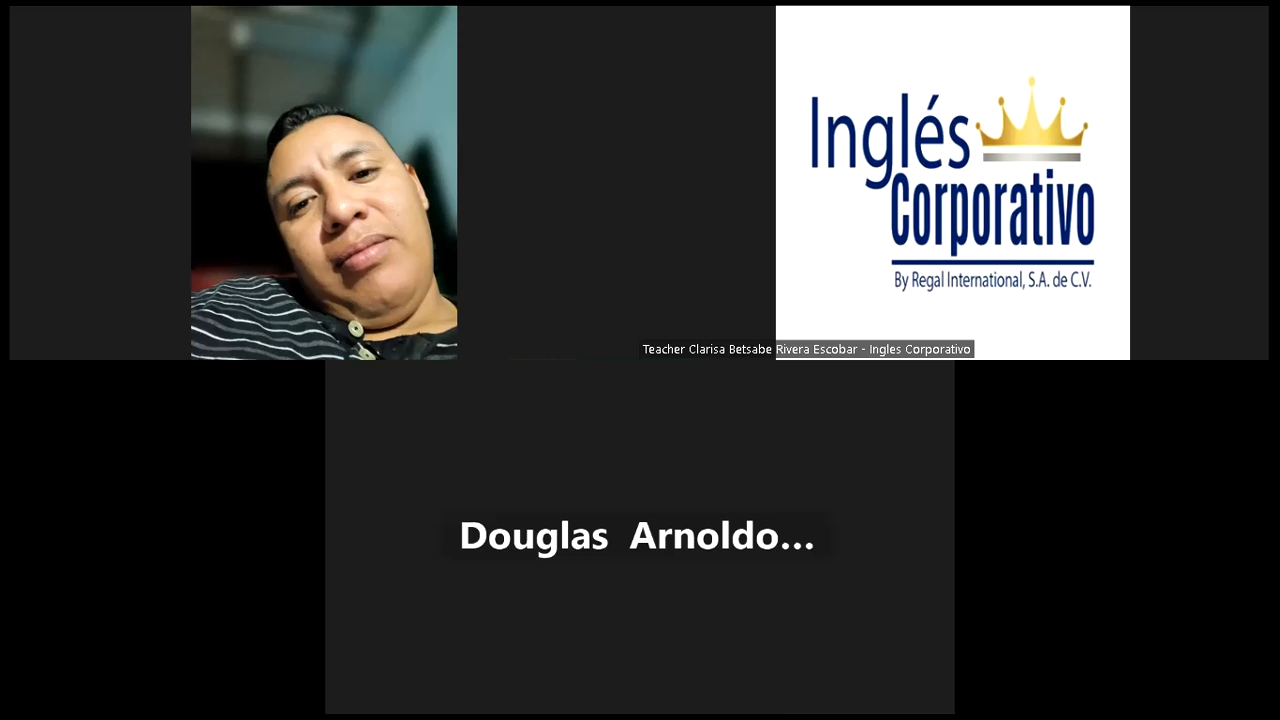 Inglés
Corporativo
By Regal International, S.A. de C.V.
Teacher Clarisa Betsabe Rivera Escobar - Ingles Corporativo
Douglas Arnoldo...